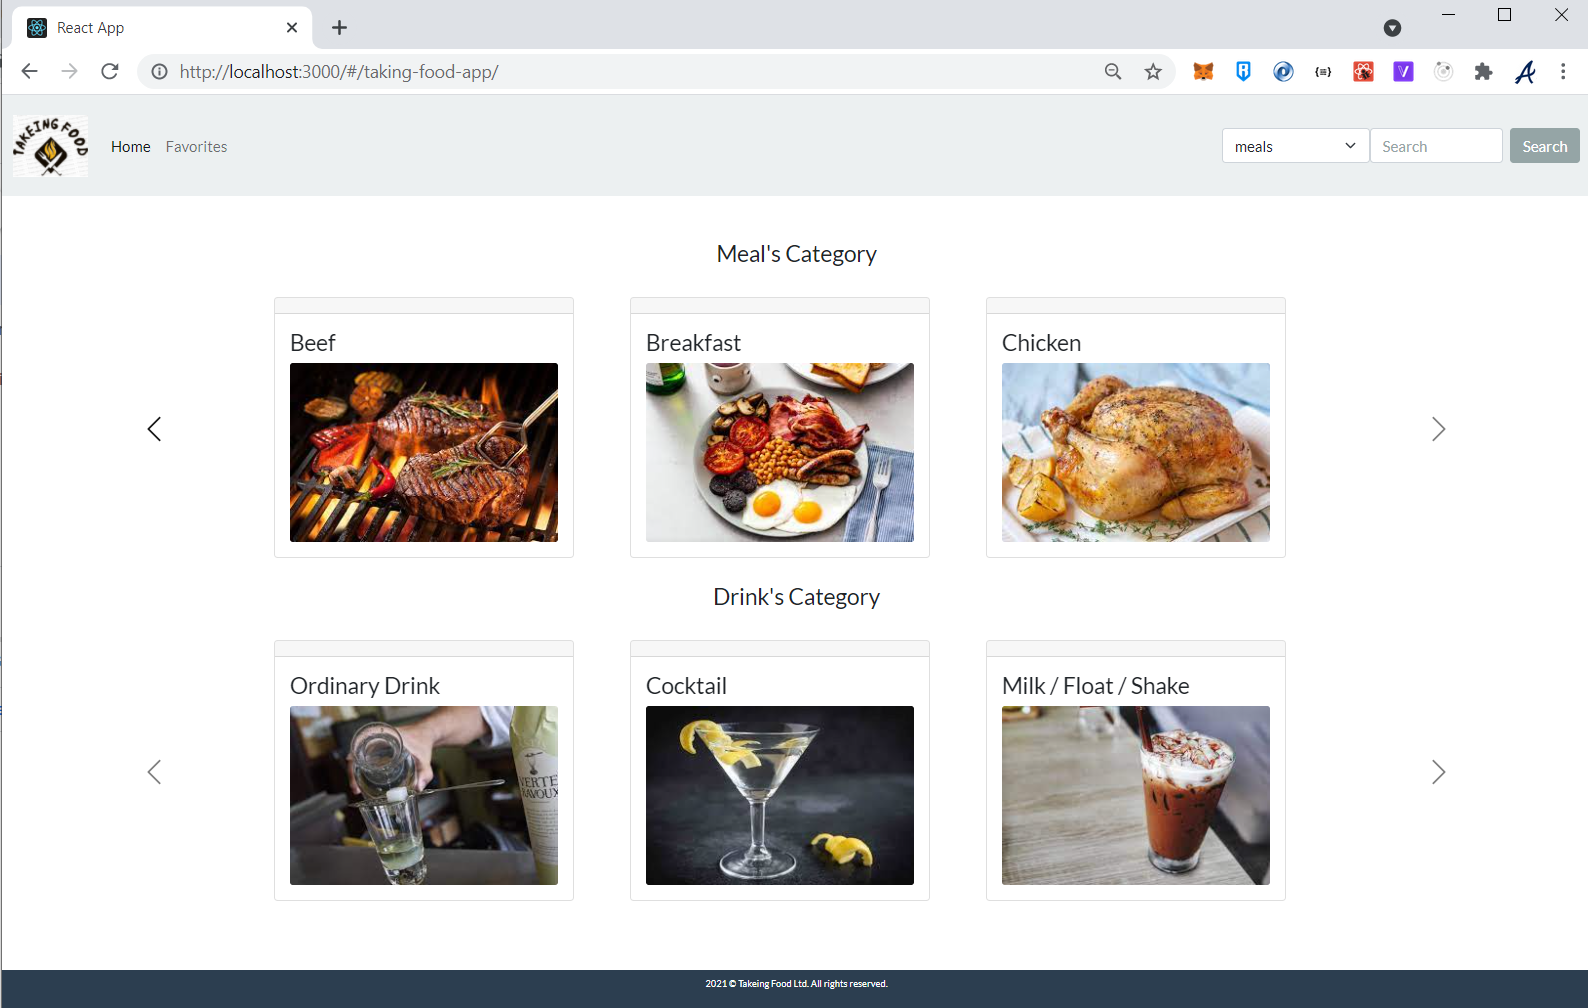 React App
http://localhost:3000/#/taking-food-app/
TAKEING FOOD
Home Favorites meals Search Search
Meal's Category
Beef Breakfast Chicken
Drink's Category
Ordinary Drink Cocktail Milk / Float / Shake
2021 © Takeing Food Ltd. All rights reserved.